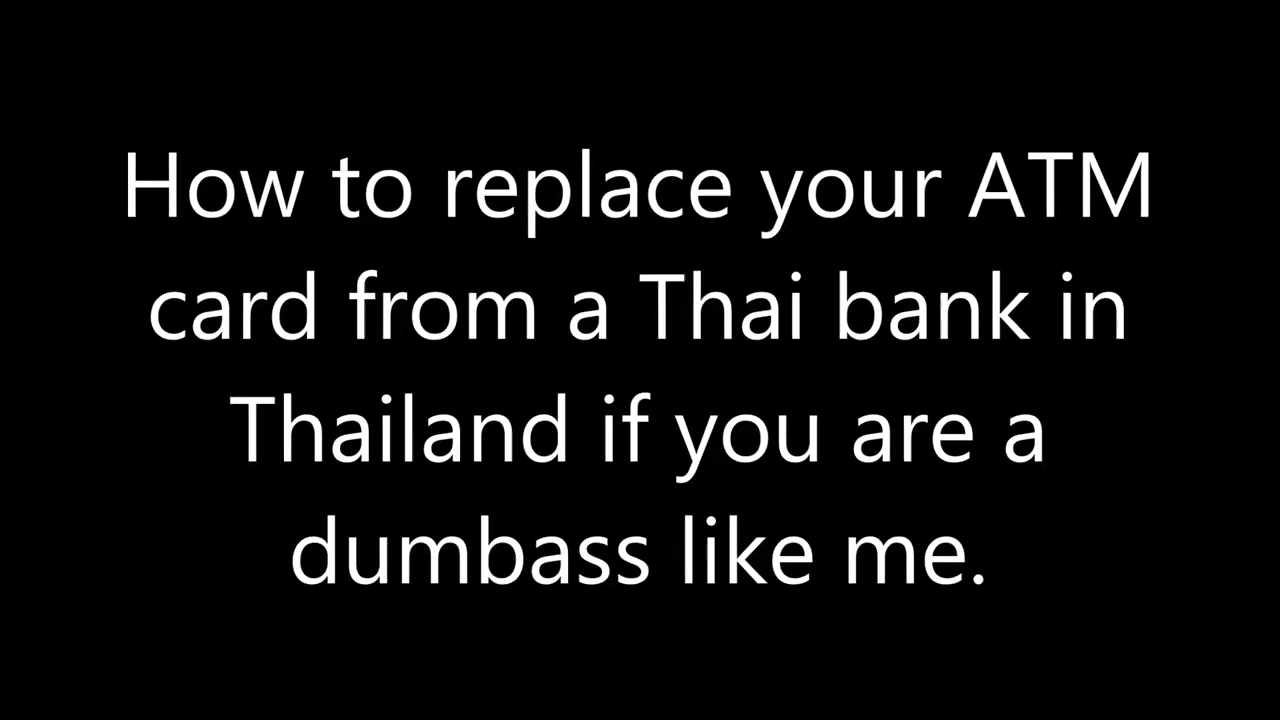 How to replace your ATM
card from a Thai bank in
Thailand if you are a
dumbass like me.